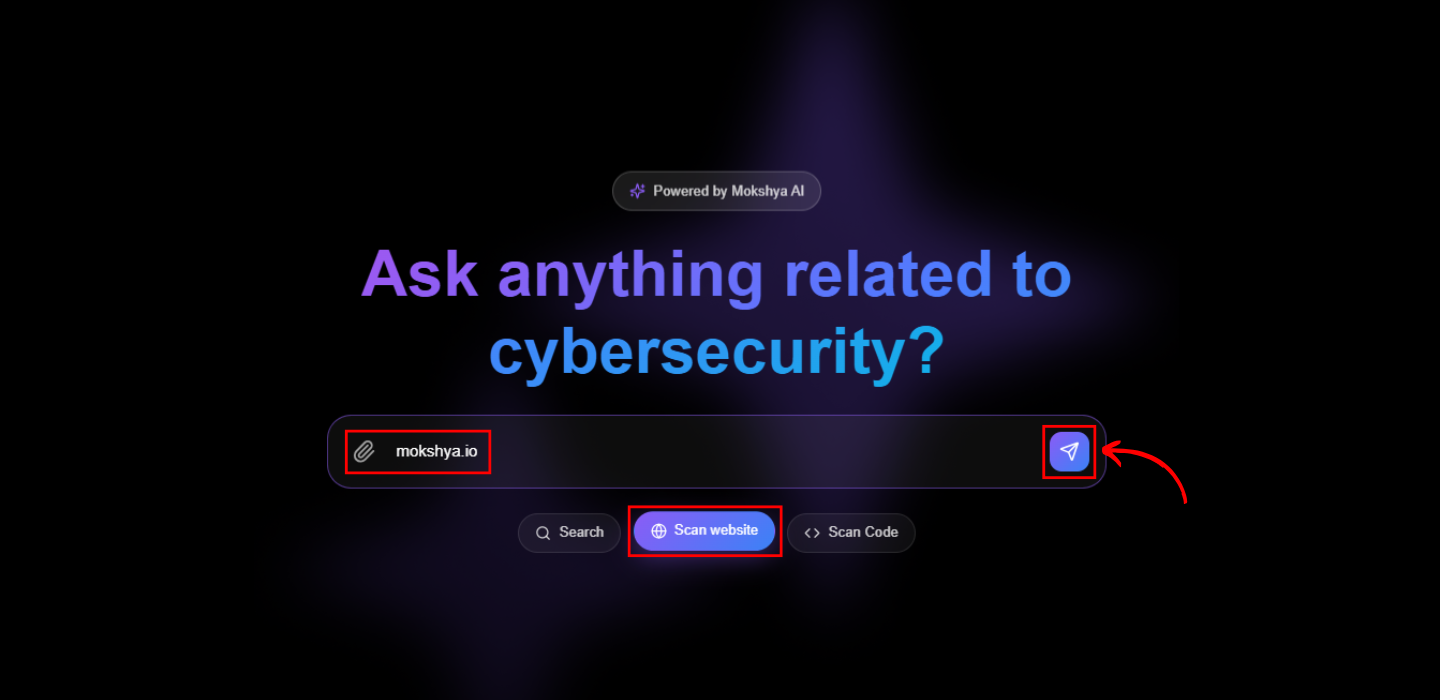 Powered by Mokshya AI
Ask anything related to
cybersecurity?
mokshya.io
Search
Scan website
Scan Code